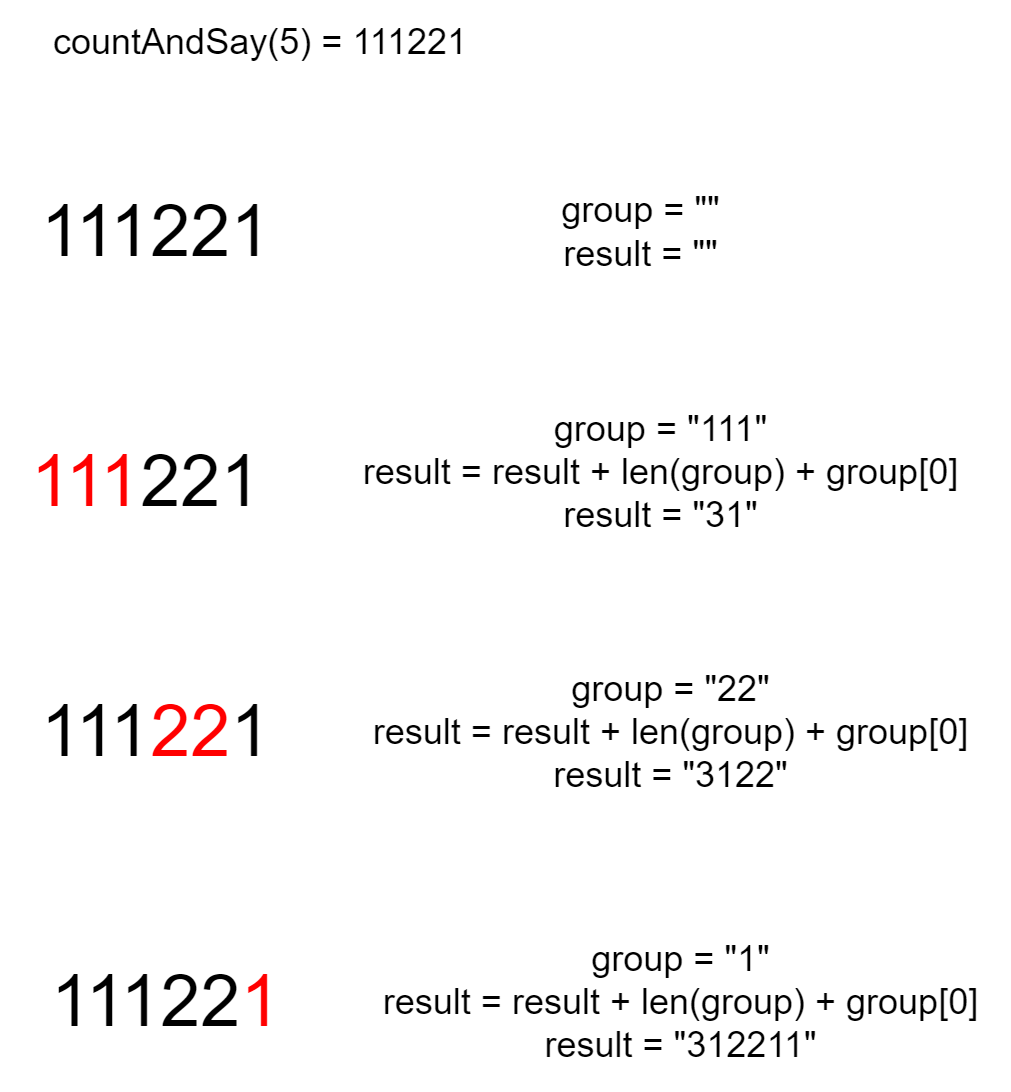 countAndSay(5) = 111221
111221
group = ""
result = ""
111221
group = "111"
result = result + len(group) + group[0]
result = "31"
111221
group = "22"
result = result + len(group) + group[0]
result = "3122"
111221
group = "1"
result = result + len(group) + group[0]
result = "312211"